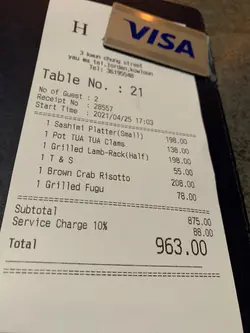 H
VISA
3 kwun chung street
yau ma tei,jordan,kowloon
Tel: 36195548
Table No. : 21
No of Guest : 2
Receipt No : 28557
Start Time : 2021/04/25 17:03
1 Sashimi Platter(Small) 198.00
1 Pot TUA TUA Clams 138.00
1 Grilled Lamb-Rack(Half) 198.00
1 T & S 55.00
1 Brown Crab Risotto 208.00
1 Grilled Fugu 78.00
Subtotal 875.00
Service Charge 10% 88.00
Total 963.00